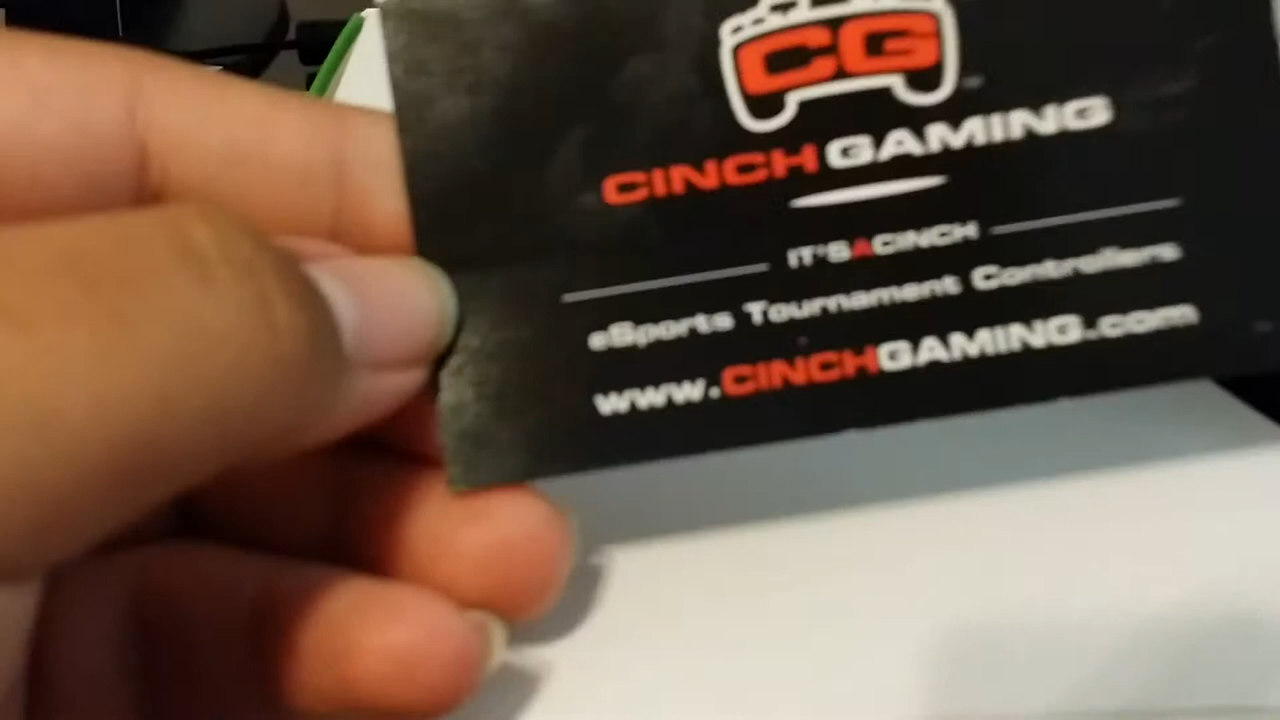 CG
CINCH GAMING
IT'SACINCH
eSports Tournament Controllers
www.CINCHGAMING.com